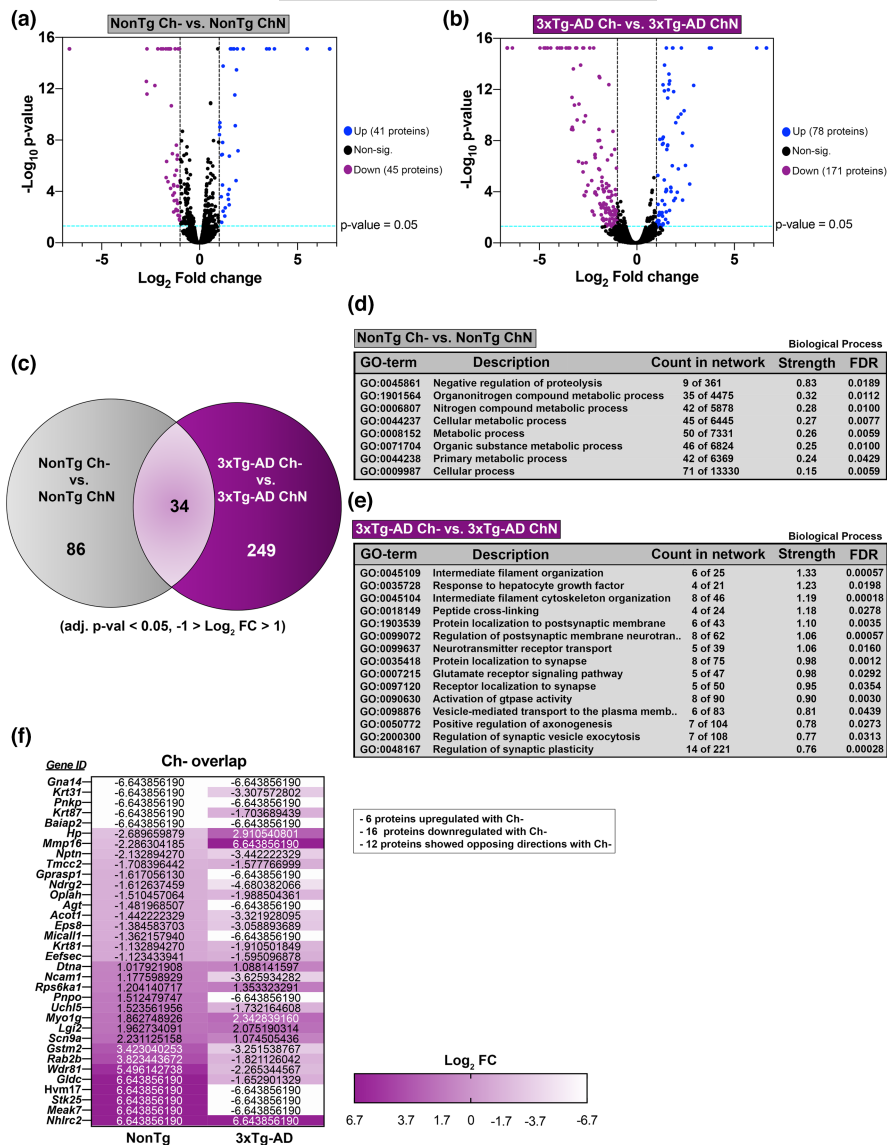 (a)
NonTg Ch- vs. NonTg ChN
16
12
8
4
0
-5
0
5
-Log10 p-value
Log2 Fold change
Up (41 proteins)
Non-sig.
Down (45 proteins)
p-value = 0.05
(b)
3xTg-AD Ch- vs. 3xTg-AD ChN
16
12
8
4
0
-5
0
5
-Log10 p-value
Log2 Fold change
Up (78 proteins)
Non-sig.
Down (171 proteins)
p-value = 0.05
(c)
NonTg Ch-
vs.
NonTg ChN
86
34
3xTg-AD Ch-
vs.
3xTg-AD ChN
249
(adj. p-val < 0.05, -1 > Log2 FC > 1)
(d)
NonTg Ch- vs. NonTg ChN
Biological Process
GO-term Description Count in network Strength FDR
GO:0045861 Negative regulation of proteolysis 9 of 361 0.83 0.0189
GO:1901564 Organonitrogen compound metabolic process 35 of 4475 0.32 0.0112
GO:0006807 Nitrogen compound metabolic process 42 of 5878 0.28 0.0100
GO:0044237 Cellular metabolic process 45 of 6445 0.27 0.0077
GO:0008152 Metabolic process 50 of 7331 0.26 0.0059
GO:0071704 Organic substance metabolic process 46 of 6824 0.25 0.0100
GO:0044238 Primary metabolic process 42 of 6369 0.24 0.0429
GO:0009987 Cellular process 71 of 13330 0.15 0.0059
(e)
3xTg-AD Ch- vs. 3xTg-AD ChN
Biological Process
GO-term Description Count in network Strength FDR
GO:0045109 Intermediate filament organization 6 of 25 1.33 0.00057
GO:0035728 Response to hepatocyte growth factor 4 of 21 1.23 0.0198
GO:0045104 Intermediate filament cytoskeleton organization 8 of 46 1.19 0.00018
GO:0018149 Peptide cross-linking 4 of 24 1.18 0.0278
GO:1903539 Protein localization to postsynaptic membrane 6 of 43 1.10 0.0035
GO:0099072 Regulation of postsynaptic membrane neurotran.. 8 of 62 1.06 0.00057
GO:0099637 Neurotransmitter receptor transport 5 of 39 1.06 0.0160
GO:0035418 Protein localization to synapse 8 of 75 0.98 0.0012
GO:0007215 Glutamate receptor signaling pathway 5 of 47 0.98 0.0292
GO:0097120 Receptor localization to synapse 5 of 50 0.95 0.0354
GO:0090630 Activation of gtpase activity 8 of 90 0.90 0.0030
GO:0098876 Vesicle-mediated transport to the plasma memb.. 6 of 83 0.81 0.0439
GO:0050772 Positive regulation of axonogenesis 7 of 104 0.78 0.0273
GO:2000300 Regulation of synaptic vesicle exocytosis 7 of 108 0.77 0.0313
GO:0048167 Regulation of synaptic plasticity 14 of 221 0.76 0.00028
(f)
Gene ID
Ch- overlap
Gna14 -6.643856190 -6.643856190
Krt31 -6.643856190 -3.307572802
Pnkp -6.643856190 -6.643856190
Krt87 -6.643856190 -1.703689439
Baiap2 -6.643856190 -6.643856190
Hp -2.689659879 2.910540801
Mmp16 -2.286304185 6.643856190
Nptn -2.132894270 -3.442222329
Tmcc2 -1.708396442 -1.577766999
Gprasp1 -1.617056130 -6.643856190
Ndrg2 -1.612637459 -4.680382066
Oplah -1.510457064 -1.988504361
Agt -1.481968507 -6.643856190
Acot1 -1.442222329 -3.321928095
Eps8 -1.384583703 -3.058893689
Micall1 -1.362157940 -6.643856190
Krt81 -1.132894270 -1.910501849
Eefsec -1.123433941 -1.595096878
Dtna 1.017921908 1.088141597
Ncam1 1.177598929 -3.625934282
Rps6ka1 1.204140717 1.353323291
Pnpo 1.512479747 -6.643856190
Uchl5 1.523561956 -1.732164608
Myo1g 1.862748926 2.342839160
Lgi2 1.962734091 2.075190314
Scn9a 2.231125158 1.074505436
Gstm2 3.423040253 -3.251538767
Rab2b 3.823443672 -1.821126042
Wdr81 5.496142738 -2.265344567
Gldc 6.643856190 -1.652901329
Hvm17 6.643856190 -6.643856190
Stk25 6.643856190 -6.643856190
Meak7 6.643856190 -6.643856190
Nhlrc2 6.643856190 6.643856190
NonTg 3xTg-AD
- 6 proteins upregulated with Ch-
- 16 proteins downregulated with Ch-
- 12 proteins showed opposing directions with Ch-
Log2 FC
6.7 3.7 1.7 0 -1.7 -3.7 -6.7